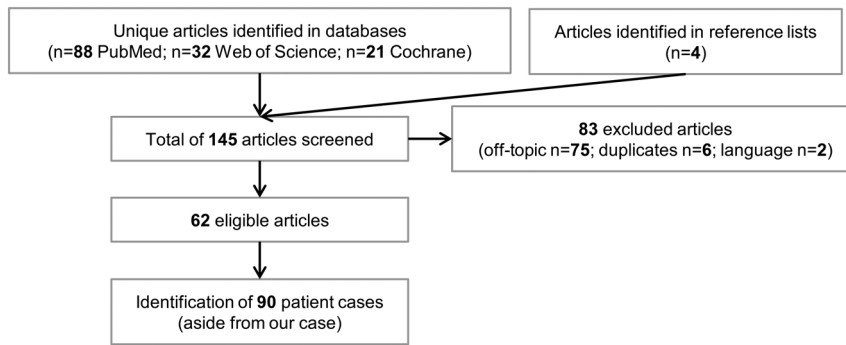 Unique articles identified in databases
(n=88 PubMed; n=32 Web of Science; n=21 Cochrane)
Articles identified in reference lists
(n=4)
Total of 145 articles screened
83 excluded articles
(off-topic n=75; duplicates n=6; language n=2)
62 eligible articles
Identification of 90 patient cases
(aside from our case)